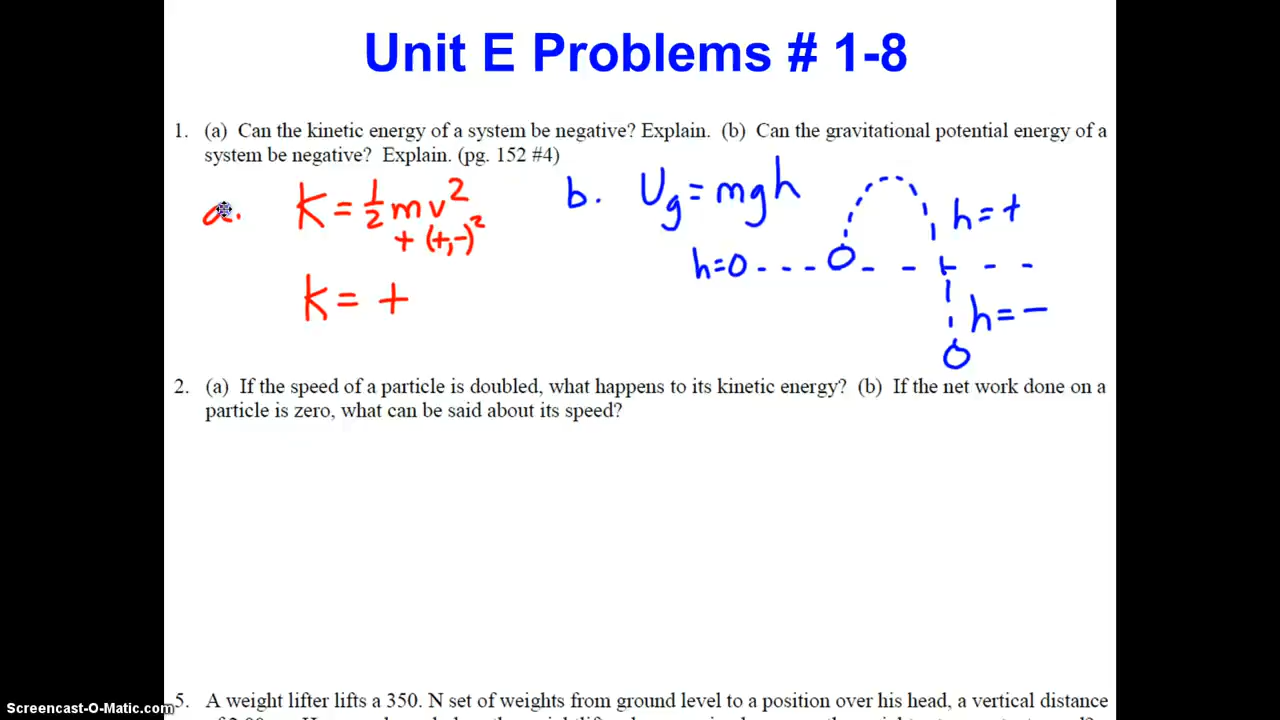 Unit E Problems # 1-8
1. (a) Can the kinetic energy of a system be negative? Explain. (b) Can the gravitational potential energy of a
system be negative? Explain. (pg. 152 #4)
a. K = ½mv²
+ (+,-)²
K = +
b. Ug = mgh
h = +
h=0
h = -
2. (a) If the speed of a particle is doubled, what happens to its kinetic energy? (b) If the net work done on a
particle is zero, what can be said about its speed?
5. A weight lifter lifts a 350. N set of weights from ground level to a position over his head, a vertical distance
Screencast-O-Matic.com